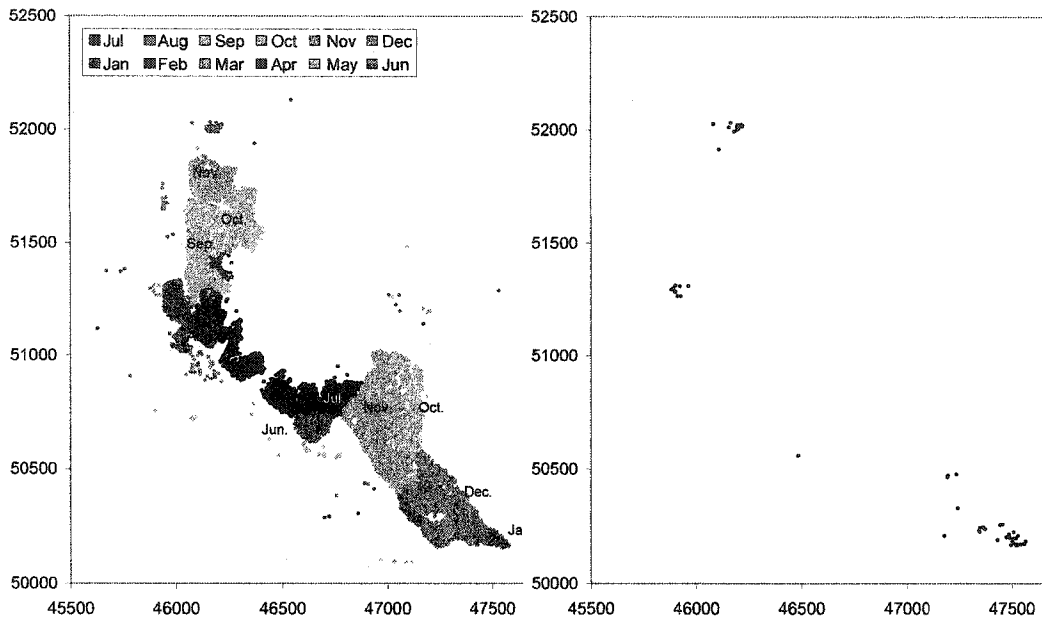 52500
Jul Aug Sep Oct Nov Dec
Jan Feb Mar Apr May Jun
52000
Nov
Oct.
51500
Sep
51000
Jul
Nov
Oct.
Jun.
50500
Dec.
Ja
50000
45500 46000 46500 47000 47500
52500
52000
51500
51000
50500
50000
45500 46000 46500 47000 47500